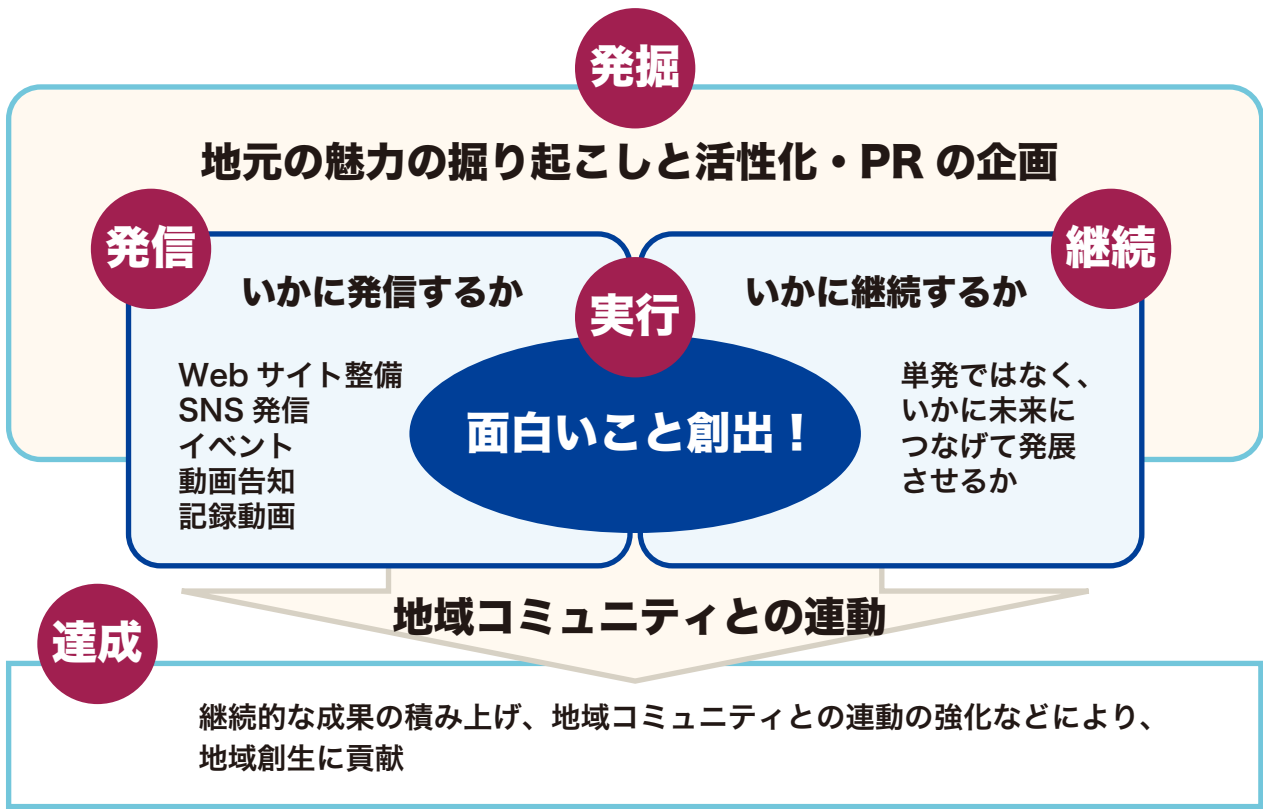 発掘
地元の魅力の掘り起こしと活性化・PR の企画
発信
いかに発信するか
Web サイト整備
SNS 発信
イベント
動画告知
記録動画
実行
面白いこと創出！
継続
いかに継続するか
単発ではなく、
いかに未来に
つなげて発展
させるか
地域コミュニティとの連動
達成
継続的な成果の積み上げ、地域コミュニティとの連動の強化などにより、
地域創生に貢献